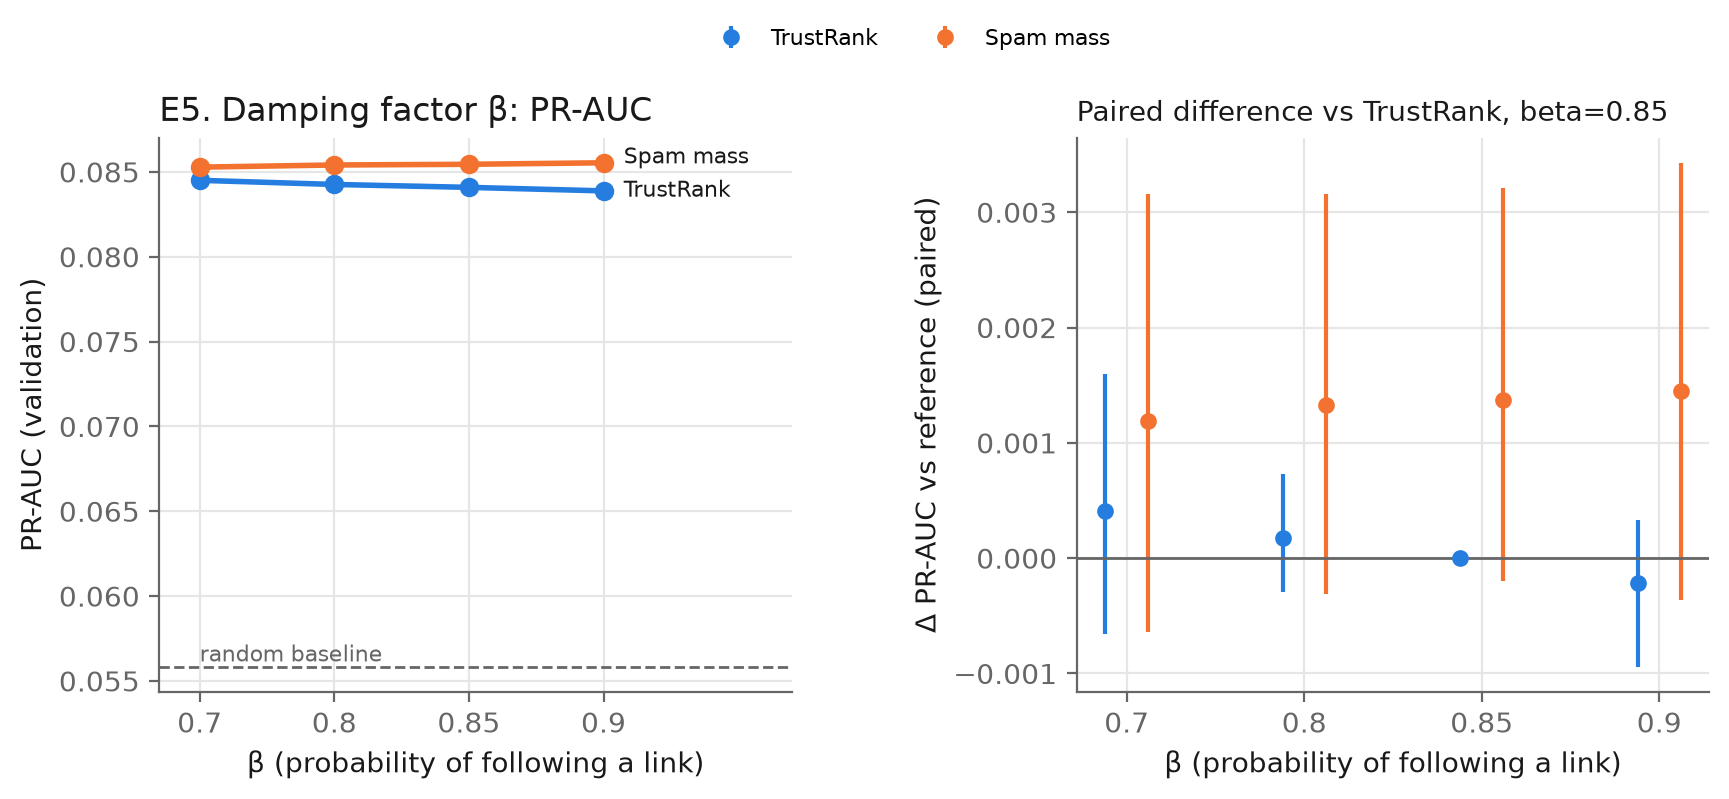 TrustRank
Spam mass
E5. Damping factor β: PR-AUC
PR-AUC (validation)
0.085
0.080
0.075
0.070
0.065
0.060
0.055
Spam mass
TrustRank
random baseline
0.7
0.8
0.85
0.9
β (probability of following a link)
Paired difference vs TrustRank, beta=0.85
Δ PR-AUC vs reference (paired)
0.003
0.002
0.001
0.000
−0.001
0.7
0.8
0.85
0.9
β (probability of following a link)